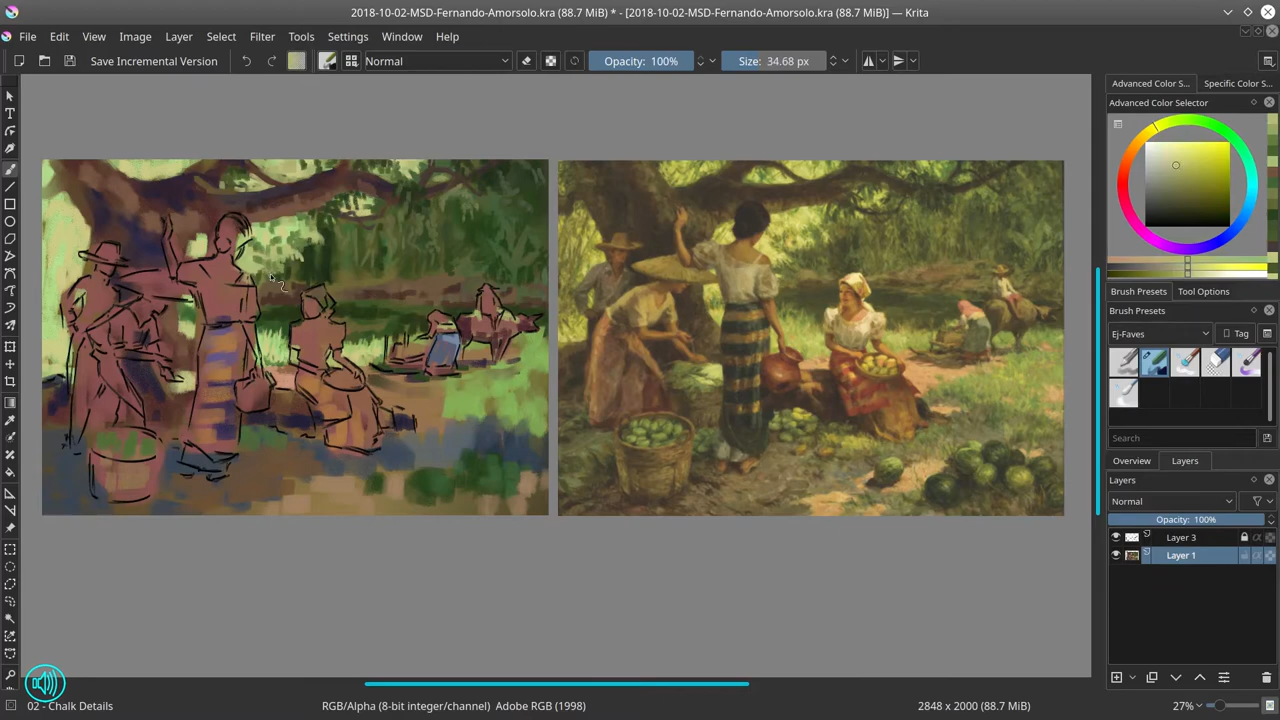 2018-10-02-MSD-Fernando-Amorsolo.kra (88.7 MiB) * - [2018-10-02-MSD-Fernando-Amorsolo.kra (88.7 MiB)] — Krita
File Edit View Image Layer Select Filter Tools Settings Window Help
Save Incremental Version Normal Opacity: 100% Size: 34.68 px
Advanced Color S... Specific Color S...
Advanced Color Selector
Brush Presets Tool Options
Brush Presets
Ej-Faves Tag
Search
Overview Layers
Layers
Normal
Opacity: 100%
Layer 3
Layer 1
02 - Chalk Details RGB/Alpha (8-bit integer/channel) Adobe RGB (1998) 2848 x 2000 (88.7 MiB) 27%